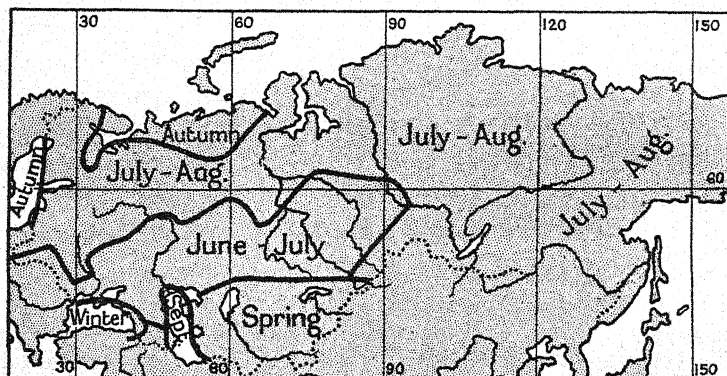 30 60 90 120 150
Autumn
July-Aug.
July Aug.
July-Aug.
60
Autumn
June-July
Winter
Sept.
Spring
30 60 90 150